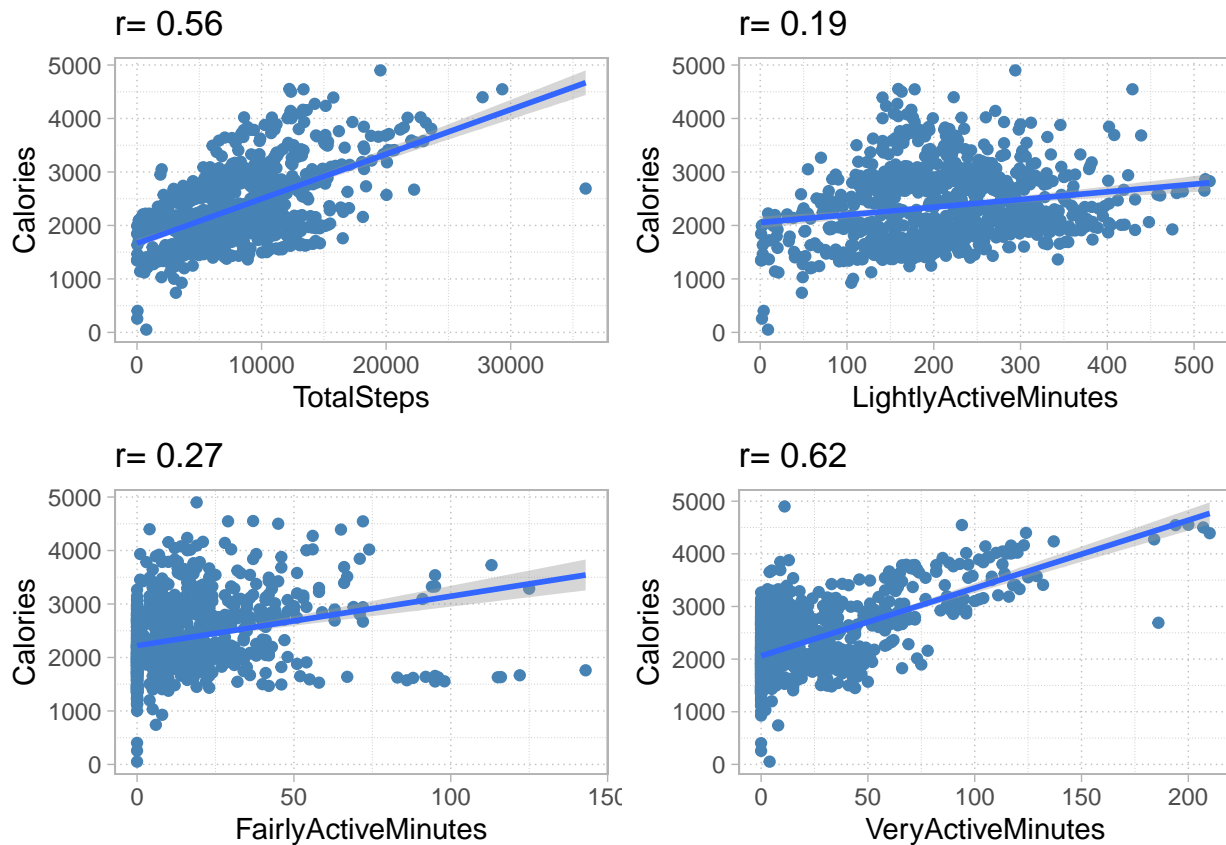 r= 0.56
5000
4000
3000
2000
1000
0
Calories
0 10000 20000 30000
TotalSteps
r= 0.19
5000
4000
3000
2000
1000
0
Calories
0 100 200 300 400 500
LightlyActiveMinutes
r= 0.27
5000
4000
3000
2000
1000
0
Calories
0 50 100 150
FairlyActiveMinutes
r= 0.62
5000
4000
3000
2000
1000
0
Calories
0 50 100 150 200
VeryActiveMinutes